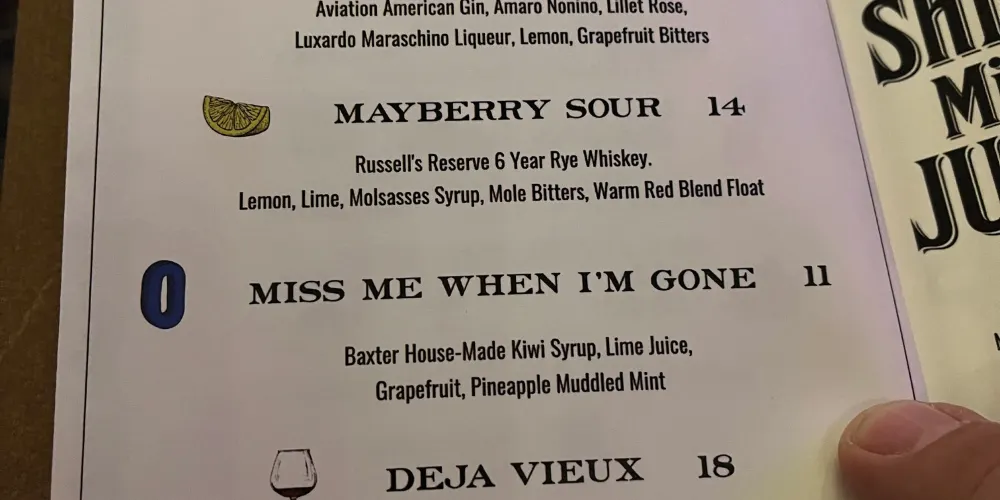 Aviation American Gin, Amaro Nonino, Lillet Rose,
Luxardo Maraschino Liqueur, Lemon, Grapefruit Bitters
MAYBERRY SOUR 14
Russell's Reserve 6 Year Rye Whiskey.
Lemon, Lime, Molsasses Syrup, Mole Bitters, Warm Red Blend Float
0 MISS ME WHEN I'M GONE 11
Baxter House-Made Kiwi Syrup, Lime Juice,
Grapefruit, Pineapple Muddled Mint
DEJA VIEUX 18